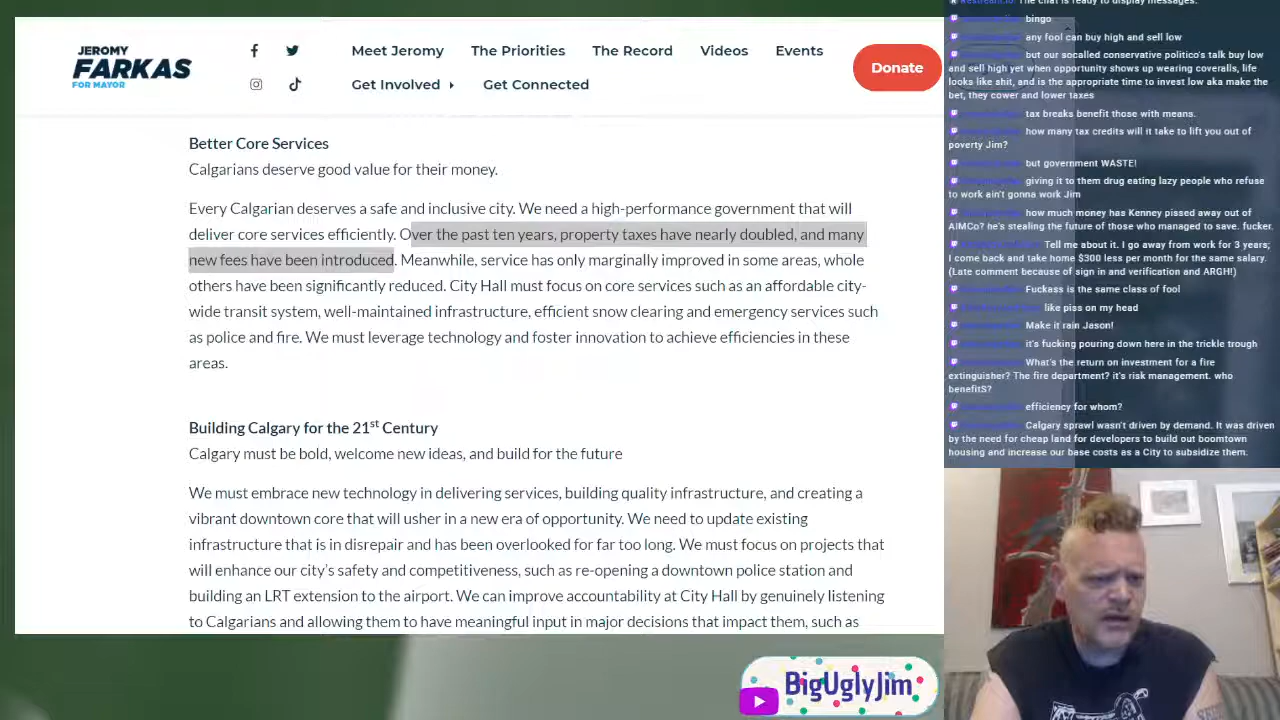 JEROMY
FARKAS
FOR MAYOR
Meet Jeromy
The Priorities
The Record
Videos
Events
Get Involved
Get Connected
Donate
Better Core Services
Calgarians deserve good value for their money.
Every Calgarian deserves a safe and inclusive city. We need a high-performance government that will
deliver core services efficiently. Over the past ten years, property taxes have nearly doubled, and many
new fees have been introduced. Meanwhile, service has only marginally improved in some areas, whole
others have been significantly reduced. City Hall must focus on core services such as an affordable city-
wide transit system, well-maintained infrastructure, efficient snow clearing and emergency services such
as police and fire. We must leverage technology and foster innovation to achieve efficiencies in these
areas.
Building Calgary for the 21st Century
Calgary must be bold, welcome new ideas, and build for the future
We must embrace new technology in delivering services, building quality infrastructure, and creating a
vibrant downtown core that will usher in a new era of opportunity. We need to update existing
infrastructure that is in disrepair and has been overlooked for far too long. We must focus on projects that
will enhance our city's safety and competitiveness, such as re-opening a downtown police station and
building an LRT extension to the airport. We can improve accountability at City Hall by genuinely listening
to Calgarians and allowing them to have meaningful input in major decisions that impact them, such as
The chat is ready to display messages.
bingo
any fool can buy high and sell low
but our socalled conservative politico's talk buy low
and sell high yet when opportunity shows up wearing coveralls, life
looks like shit, and is the appropriate time to invest low aka make the
bet, they cower and lower taxes
tax breaks benefit those with means.
how many tax credits will it take to lift you out of
poverty Jim?
but government WASTE!
giving it to them drug eating lazy people who refuse
to work ain't gonna work Jim
how much money has Kenney pissed away out of
AIMCo? he's stealing the future of those who managed to save. fucker.
Tell me about it. I go away from work for 3 years;
I come back and take home $300 less per month for the same salary.
(Late comment because of sign in and verification and ARGH!)
Fuckass is the same class of fool
like piss on my head
Make it rain Jason!
it's fucking pouring down here in the trickle trough
What's the return on investment for a fire
extinguisher? The fire department? it's risk management. who
benefitS?
efficiency for whom?
Calgary sprawl wasn't driven by demand. It was driven
by the need for cheap land for developers to build out boomtown
housing and increase our base costs as a City to subsidize them.
BigUglyJim